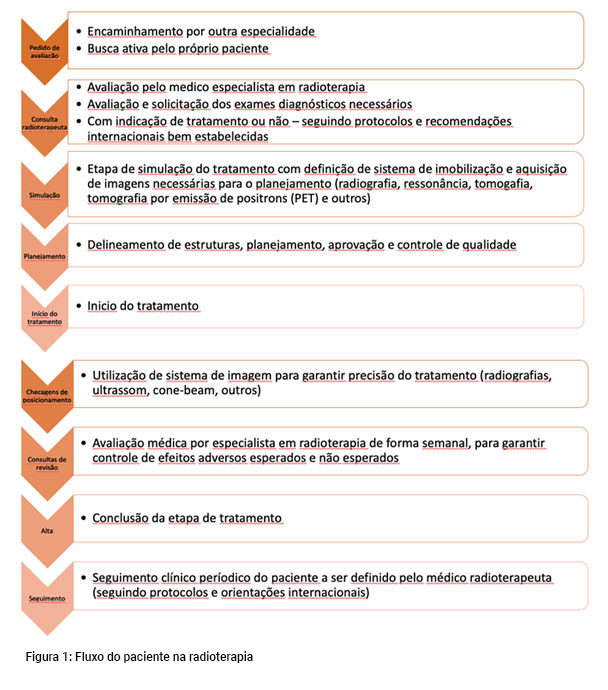 Pedido de
avaliação
• Encaminhamento por outra especialidade
• Busca ativa pelo próprio paciente
Consulta
radioterapeuta
• Avaliação pelo medico especialista em radioterapia
• Avaliação e solicitação dos exames diagnósticos necessários
• Com indicação de tratamento ou não – seguindo protocolos e recomendações
internacionais bem estabelecidas
Simulação
• Etapa de simulação do tratamento com definição de sistema de imobilização e aquisição
de imagens necessárias para o planejamento (radiografia, ressonância, tomogafia,
tomografia por emissão de positrons (PET) e outros)
Planejamento
• Delineamento de estruturas, planejamento, aprovação e controle de qualidade
Início do
tratamento
• Inicio do tratamento
Checagens de
posicionamento
• Utilização de sistema de imagem para garantir precisão do tratamento (radiografias,
ultrassom, cone-beam, outros)
Consultas de
revisão
• Avaliação médica por especialista em radioterapia de forma semanal, para garantir
controle de efeitos adversos esperados e não esperados
Alta
• Conclusão da etapa de tratamento
Seguimento
• Seguimento clínico períodico do paciente a ser definido pelo médico radioterapeuta
(seguindo protocolos e orientações internacionais)
Figura 1: Fluxo do paciente na radioterapia